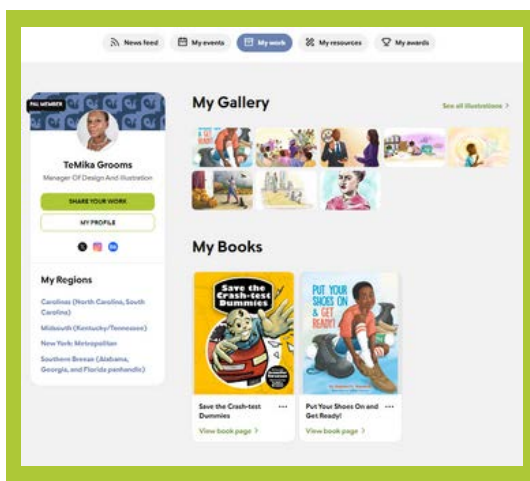 News feed
My events
My work
My resources
My awards
PAL MEMBER
TeMika Grooms
Manager Of Design And Illustration
SHARE YOUR WORK
MY PROFILE
My Regions
Carolinas (North Carolina, South
Carolina)
Midsouth (Kentucky/Tennessee)
New York: Metropolitan
Southern Breeze (Alabama,
Georgia, and Florida panhandle)
My Gallery
See all illustrations >
& GET
READY!
My Books
Save the
Crash-test
Dummies
PUT YOUR
SHOES ON
& GET
READY!
Save the Crash-test
Dummies
View book page >
Put Your Shoes On and
Get Ready!
View book page >